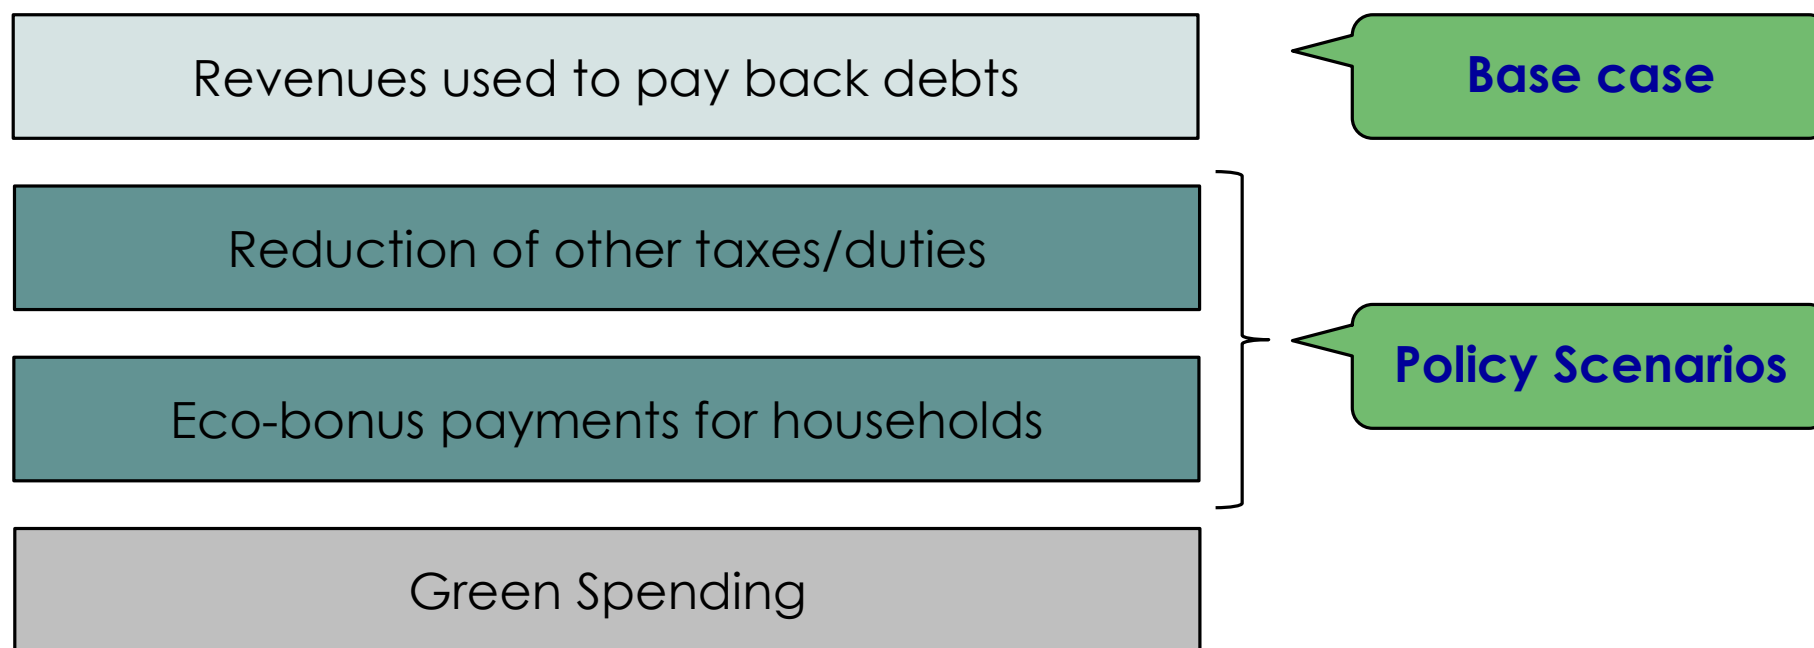 Revenues used to pay back debts
Base case
Reduction of other taxes/duties
Eco-bonus payments for households
Policy Scenarios
Green Spending